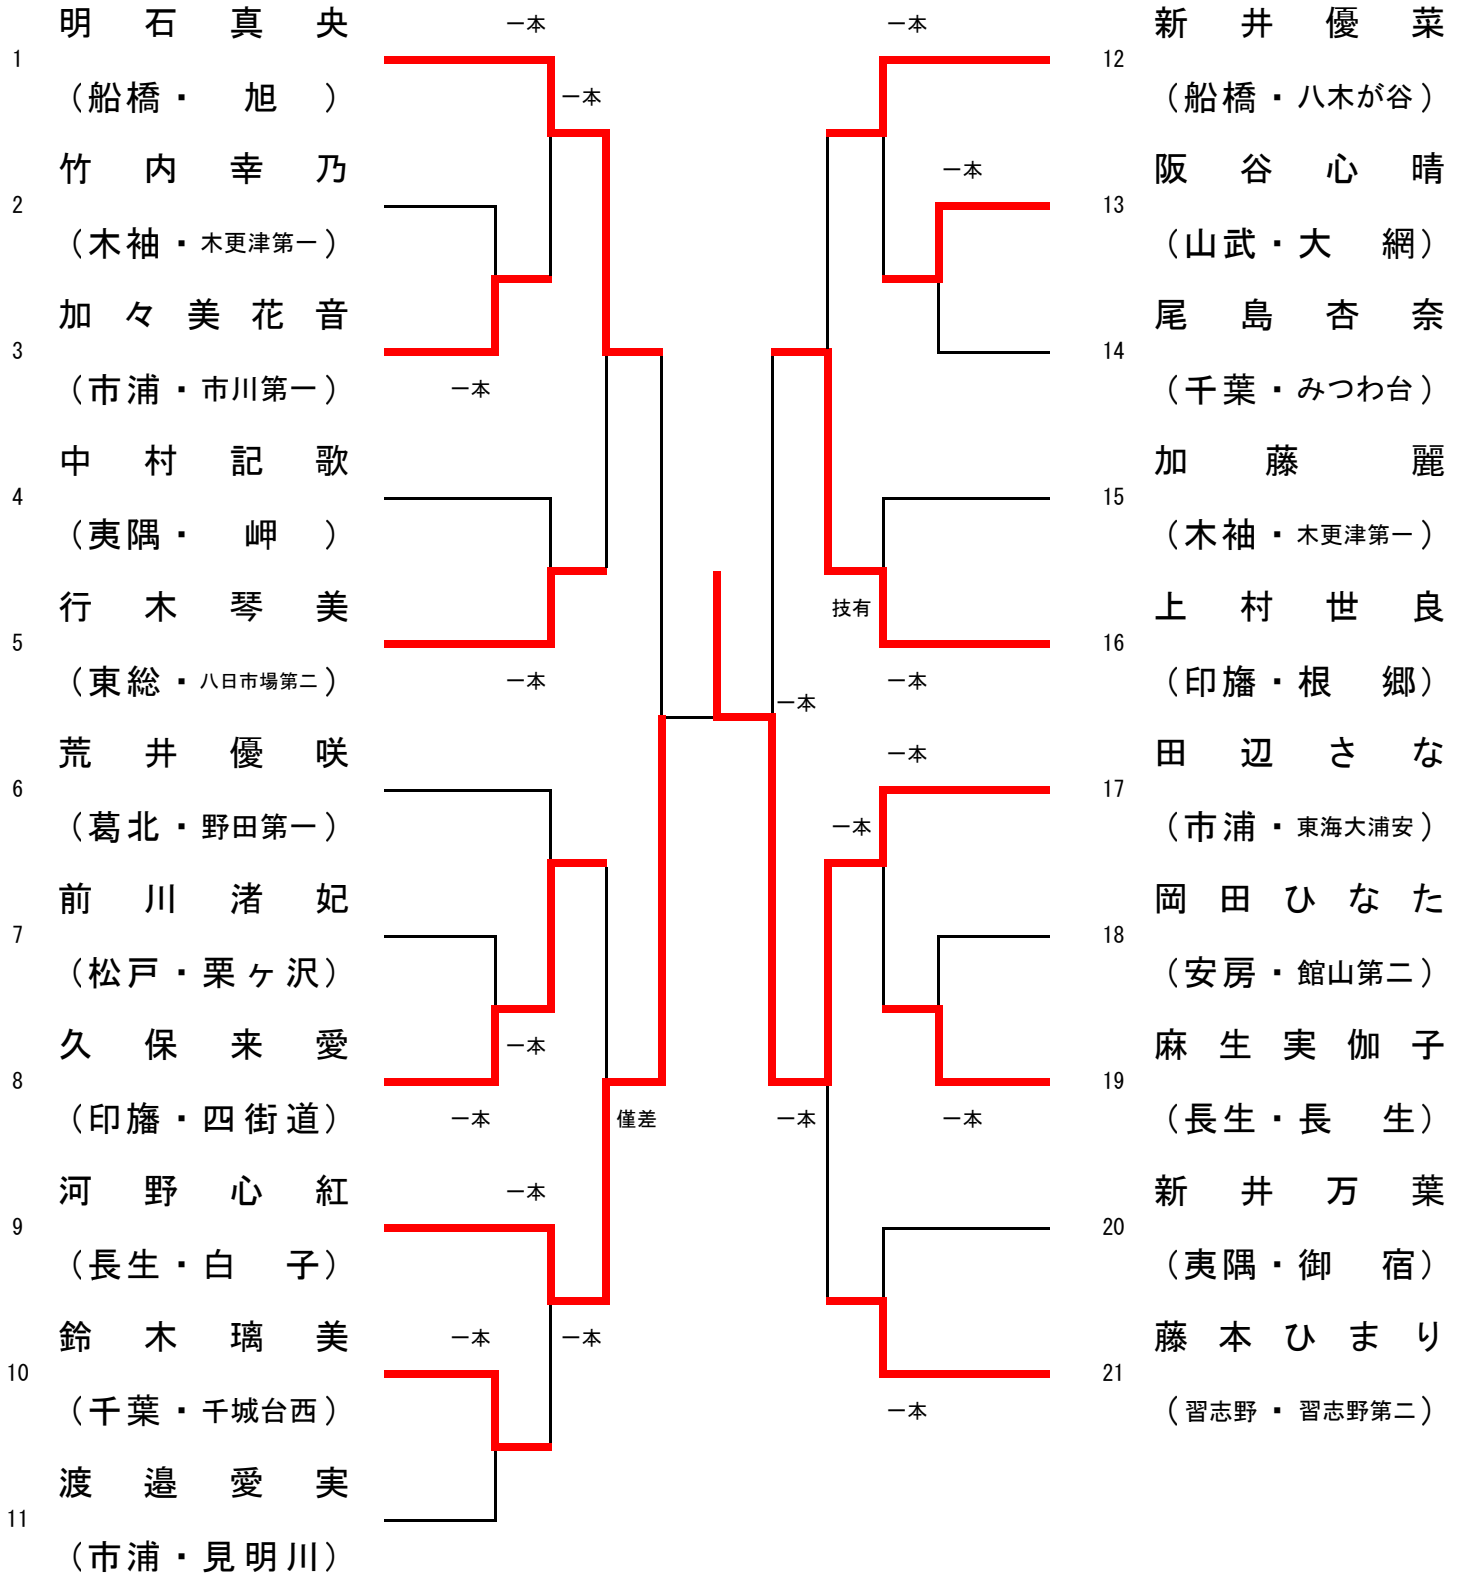 明石真央
1
（船橋・旭）
竹内幸乃
2
（木袖・木更津第一）
加々美花音
3
（市浦・市川第一）
中村記歌
4
（夷隅・岬）
行木琴美
5
（東総・八日市場第二）
荒井優咲
6
（葛北・野田第一）
前川渚妃
7
（松戸・栗ヶ沢）
久保来愛
8
（印旛・四街道）
河野心紅
9
（長生・白子）
鈴木璃美
10
（千葉・千城台西）
渡邉愛実
11
（市浦・見明川）
一本
一本
一本
一本
一本
一本
僅差
一本
一本
一本
一本
一本
技有
一本
一本
一本
一本
一本
一本
一本
新井優菜
12
（船橋・八木が谷）
阪谷心晴
13
（山武・大網）
尾島杏奈
14
（千葉・みつわ台）
加藤麗
15
（木袖・木更津第一）
上村世良
16
（印旛・根郷）
田辺さな
17
（市浦・東海大浦安）
岡田ひなた
18
（安房・館山第二）
麻生実伽子
19
（長生・長生）
新井万葉
20
（夷隅・御宿）
藤本ひまり
21
（習志野・習志野第二）